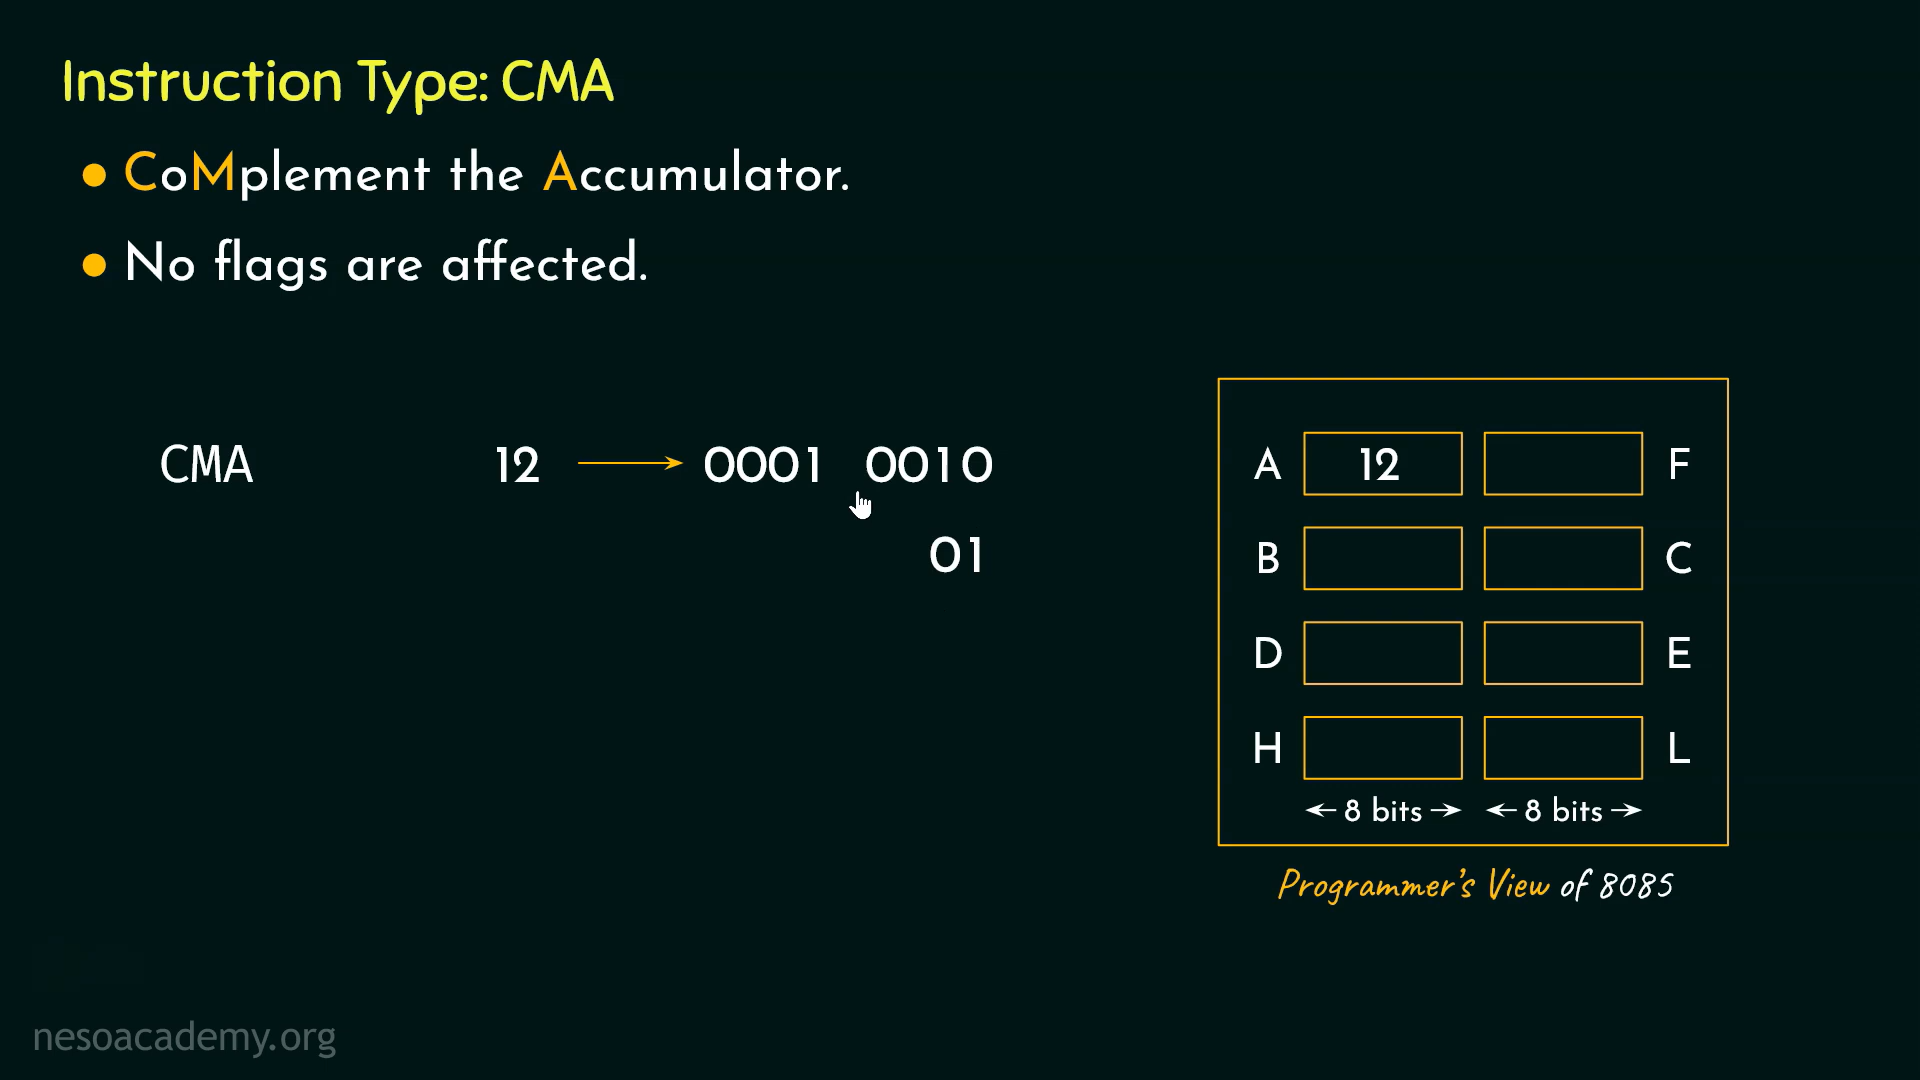 Instruction Type: CMA
● CoMplement the Accumulator.
● No flags are affected.
CMA 12 → 0001 0010
01
A 12 F
B C
D E
H L
← 8 bits → ← 8 bits →
Programmer's View of 8085
nesoacademy.org